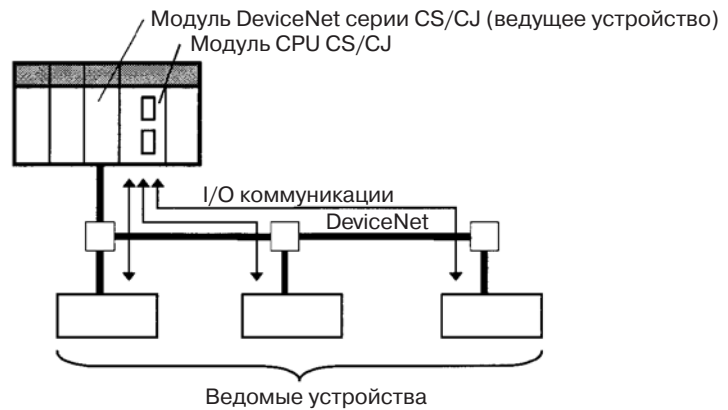 Модуль DeviceNet серии CS/CJ (ведущее устройство)
Модуль CPU CS/CJ
I/O коммуникации
DeviceNet
Ведомые устройства